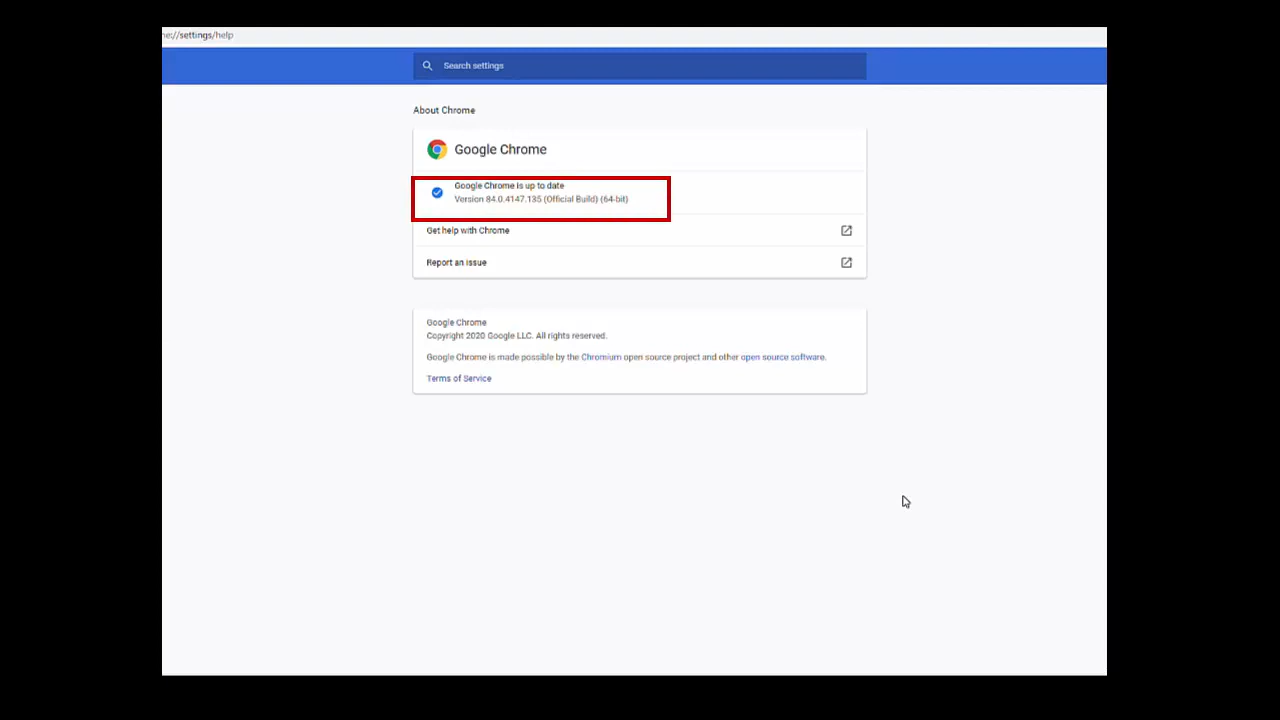 me://settings/help
Search settings
About Chrome
Google Chrome
Google Chrome is up to date
Version 84.0.4147.135 (Official Build) (64-bit)
Get help with Chrome
Report an issue
Google Chrome
Copyright 2020 Google LLC. All rights reserved.
Google Chrome is made possible by the Chromium open source project and other open source software.
Terms of Service